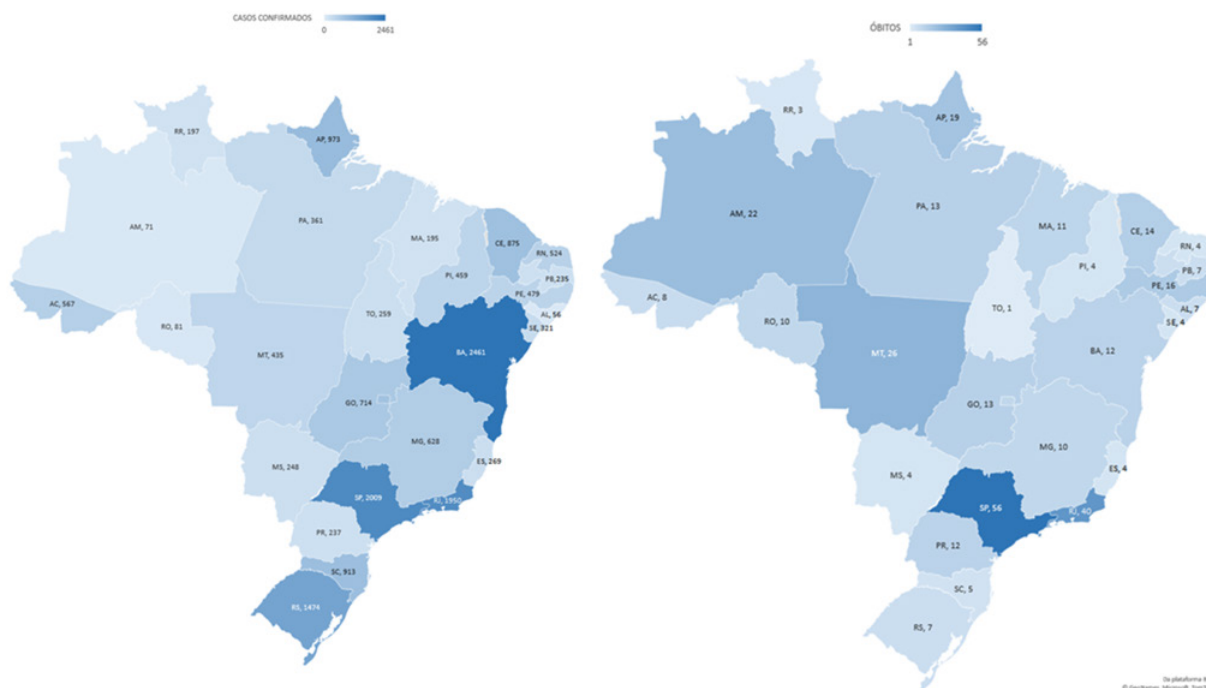 CASOS CONFIRMADOS
0 2461
RR, 197
AP, 973
AM, 71
PA, 361
MA, 195
CE, 875
RN, 524
PI, 459
PB, 235
PE, 479
AC, 567
AL, 56
TO, 259
SE, 321
RO, 81
BA, 2461
MT, 435
GO, 714
MG, 628
ES, 269
MS, 248
SP, 2009
RJ, 1950
PR, 237
SC, 913
RS, 1474
ÓBITOS
1 56
RR, 3
AP, 19
AM, 22
PA, 13
MA, 11
CE, 14
RN, 4
PI, 4
PB, 7
PE, 16
AC, 8
AL, 7
TO, 1
SE, 4
RO, 10
BA, 12
MT, 26
GO, 13
MG, 10
ES, 4
MS, 4
SP, 56
RJ, 40
PR, 12
SC, 5
RS, 7
Da plataforma
© GeoNames, Microsoft,